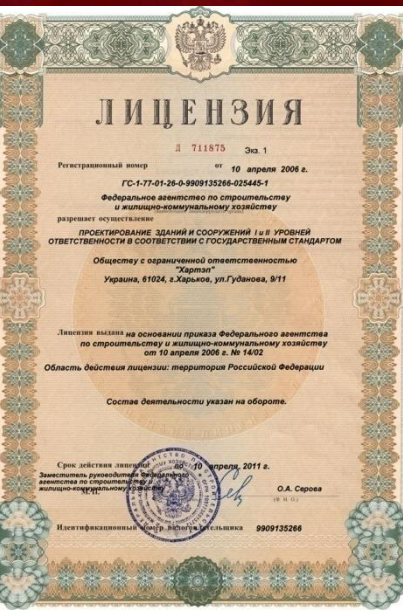 ЛИЦЕНЗИЯ
Д 711875 Экз. 1
Регистрационный номер от 10 апреля 2006 г.
ГС-1-77-01-26-0-9909135266-025445-1
Федеральное агентство по строительству
и жилищно-коммунальному хозяйству
разрешает осуществление
ПРОЕКТИРОВАНИЕ ЗДАНИЙ И СООРУЖЕНИЙ I и II УРОВНЕЙ
ОТВЕТСТВЕННОСТИ В СООТВЕТСТВИИ С ГОСУДАРСТВЕННЫМ СТАНДАРТОМ
Обществу с ограниченной ответственностью
"Хартэп"
Украина, 61024, г.Харьков, ул.Гуданова, 9/11
Лицензия выдана на основании приказа Федерального агентства
по строительству и жилищно-коммунальному хозяйству
от 10 апреля 2006 г. № 14/02
Область действия лицензии: территория Российской Федерации
Состав деятельности указан на обороте.
Срок действия лицензии по 10 апреля, 2011 г.
Заместитель руководителя Федерального
агентства по строительству и
жилищно-коммунальному хозяйству О.А. Серова
М.П. (Ф.И.О.)
Идентификационный номер налогоплательщика 9909135266